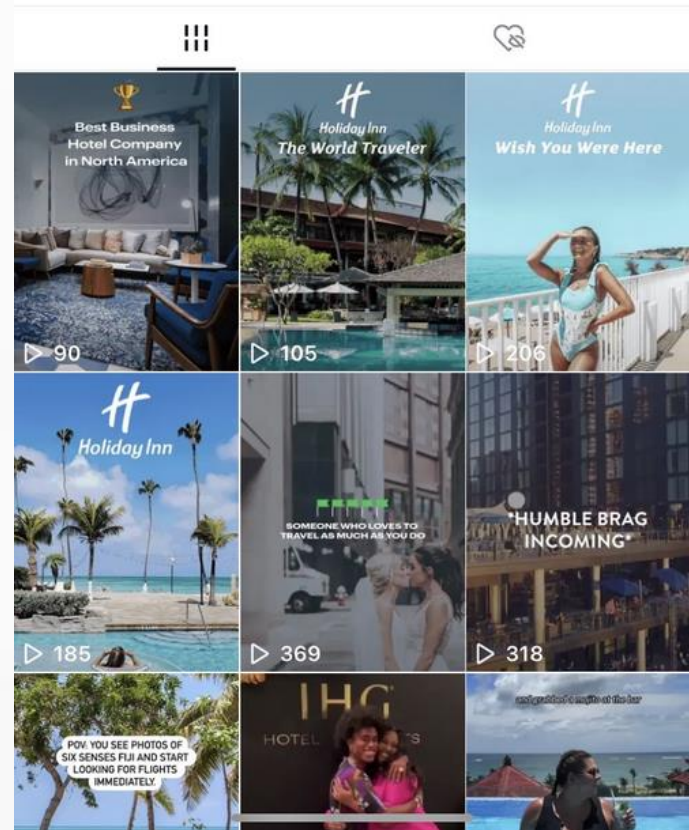 Best Business
Hotel Company
in North America
90
Holiday Inn
The World Traveler
105
Holiday Inn
Wish You Were Here
206
Holiday Inn
185
SOMEONE WHO LOVES TO
TRAVEL AS MUCH AS YOU DO
369
*HUMBLE BRAG
INCOMING*
318
POV: YOU SEE PHOTOS OF
SIX SENSES FIJI AND START
LOOKING FOR FLIGHTS
IMMEDIATELY.
IHG
HOTEL
and grabbed a mojito at the bar